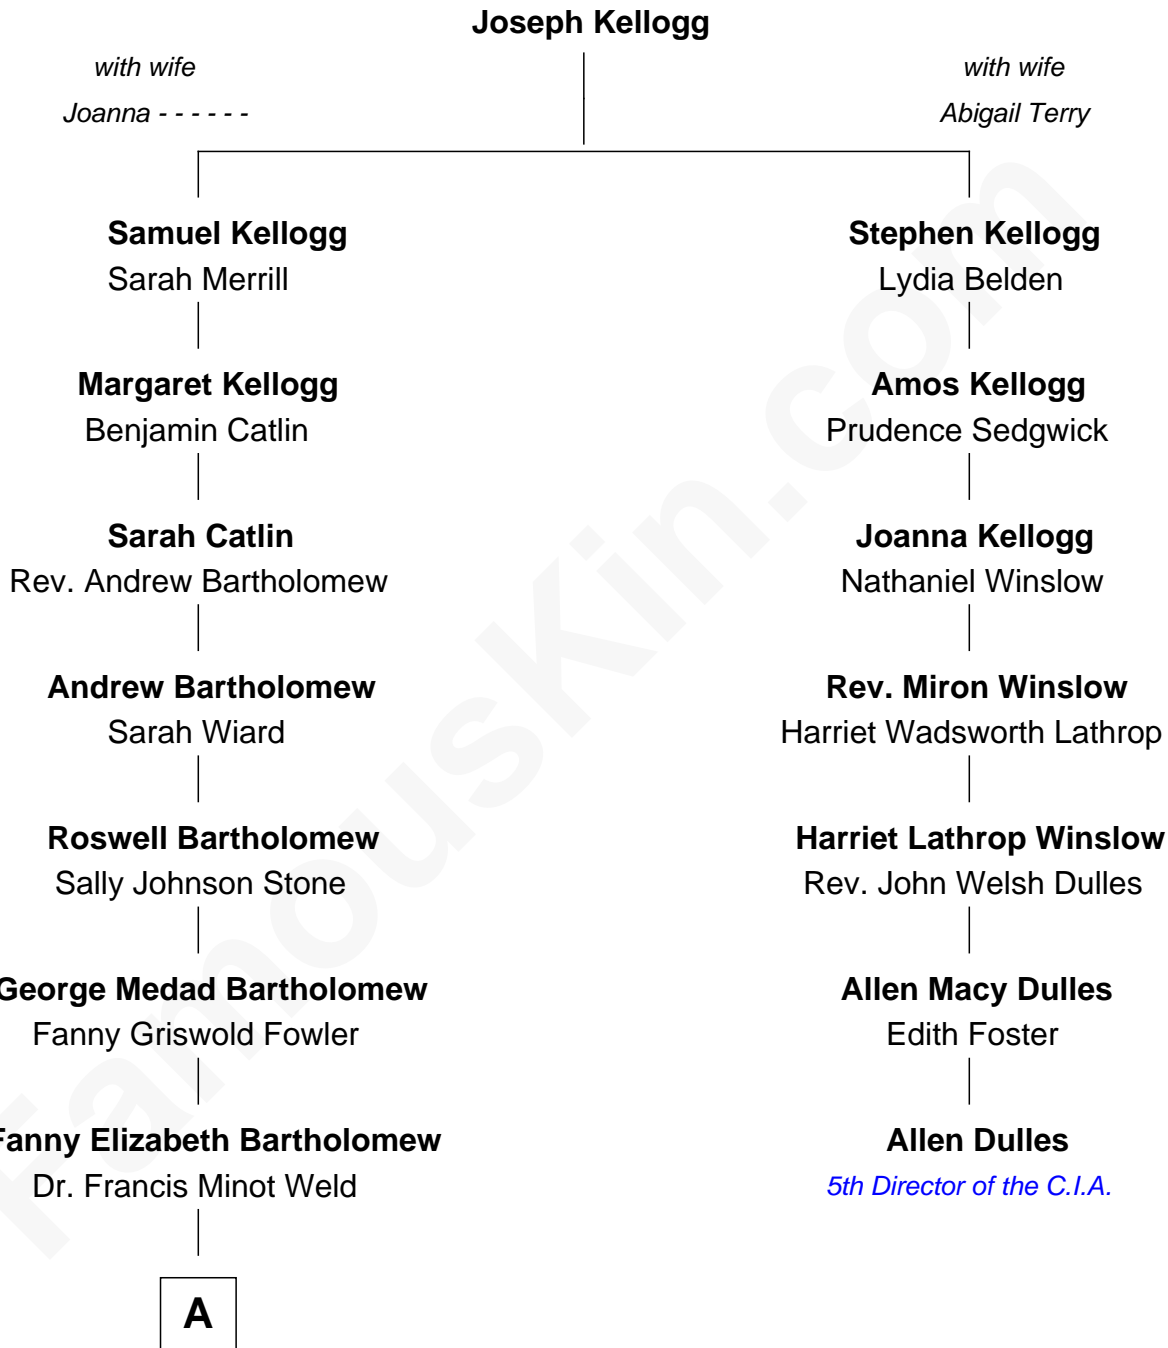 Joseph Kellogg
with wife
Joanna - - - - - -
with wife
Abigail Terry
Samuel Kellogg
Sarah Merrill
Margaret Kellogg
Benjamin Catlin
Sarah Catlin
Rev. Andrew Bartholomew
Andrew Bartholomew
Sarah Wiard
Roswell Bartholomew
Sally Johnson Stone
George Medad Bartholomew
Fanny Griswold Fowler
Fanny Elizabeth Bartholomew
Dr. Francis Minot Weld
A
Stephen Kellogg
Lydia Belden
Amos Kellogg
Prudence Sedgwick
Joanna Kellogg
Nathaniel Winslow
Rev. Miron Winslow
Harriet Wadsworth Lathrop
Harriet Lathrop Winslow
Rev. John Welsh Dulles
Allen Macy Dulles
Edith Foster
Allen Dulles
5th Director of the C.I.A.
FamousKin.com